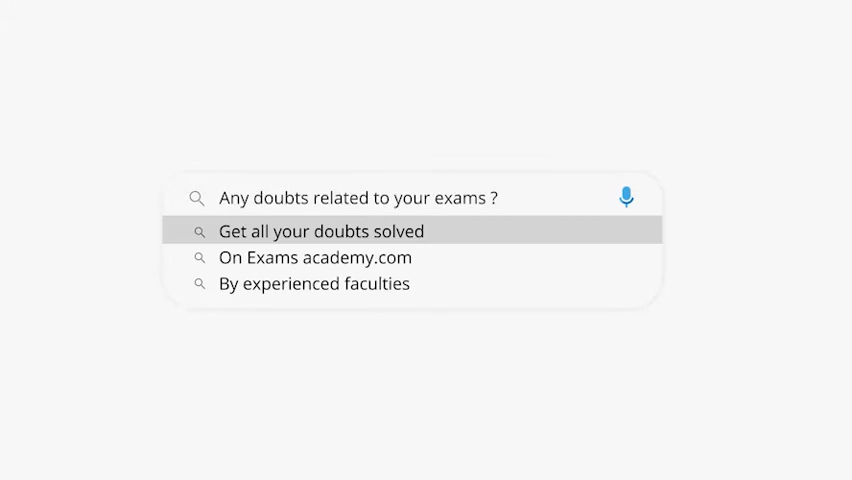 Any doubts related to your exams ?
Get all your doubts solved
On Exams academy.com
By experienced faculties